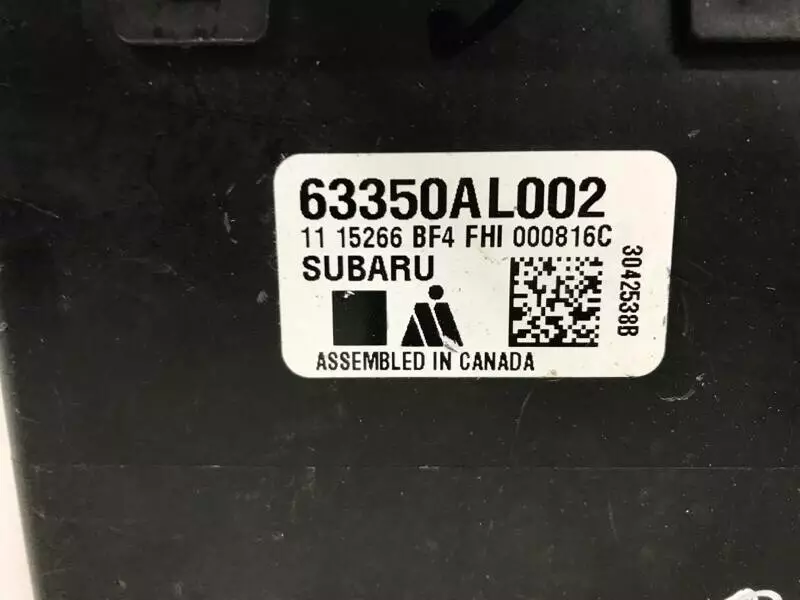 63350AL002
11 15266 BF4 FHI 000816C
SUBARU
ASSEMBLED IN CANADA
3042538B